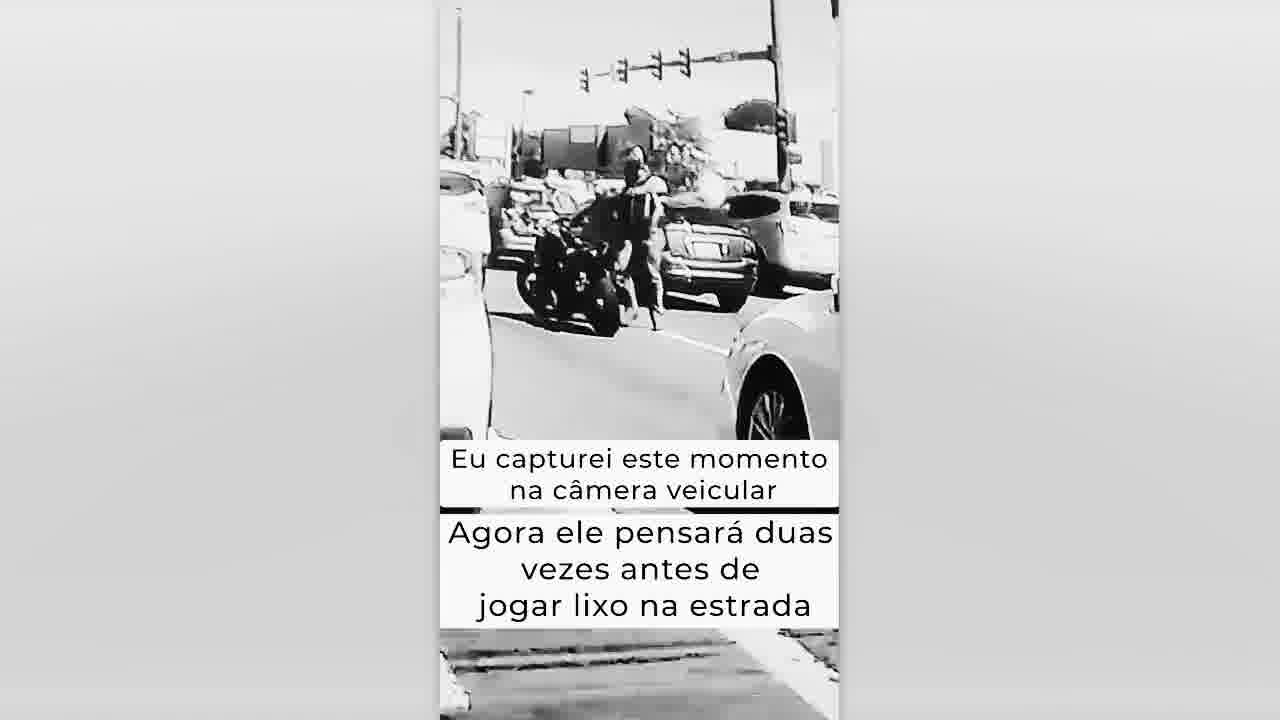 Eu capturei este momento
na câmera veicular
Agora ele pensará duas
vezes antes de
jogar lixo na estrada